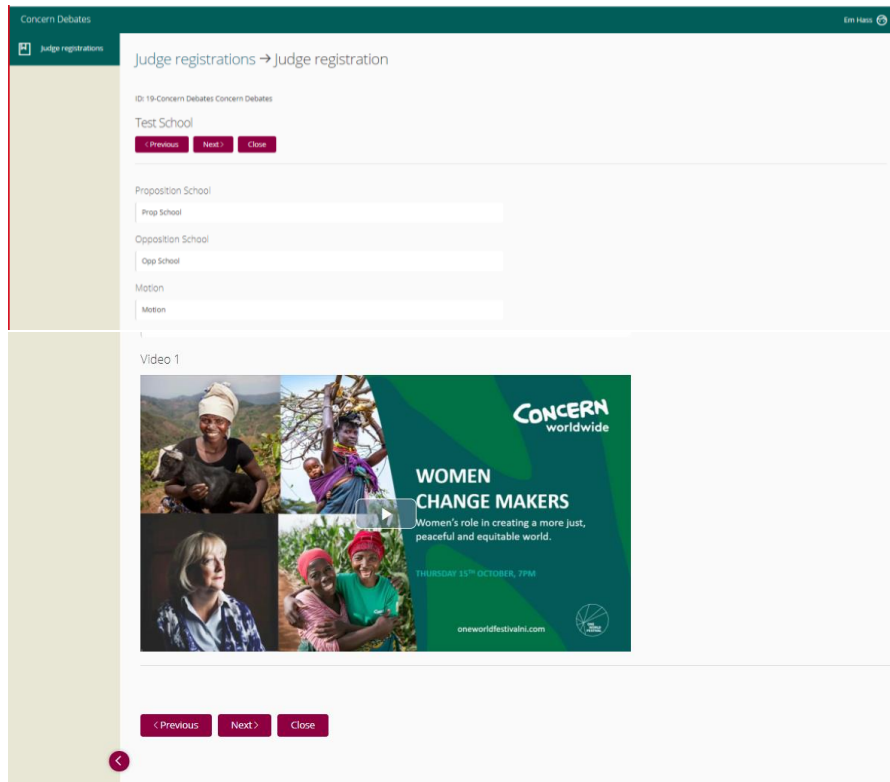 Concern Debates
Em Hass
Judge registrations
Judge registrations → Judge registration
ID: 19-Concern Debates Concern Debates
Test School
< Previous Next > Close
Proposition School
Prop School
Opposition School
Opp School
Motion
Motion
Video 1
CONCERN
worldwide
WOMEN
CHANGE MAKERS
Women's role in creating a more just,
peaceful and equitable world.
THURSDAY 15TH OCTOBER, 7PM
oneworldfestivalni.com
ONE
WORLD
FESTIVAL
< Previous Next > Close